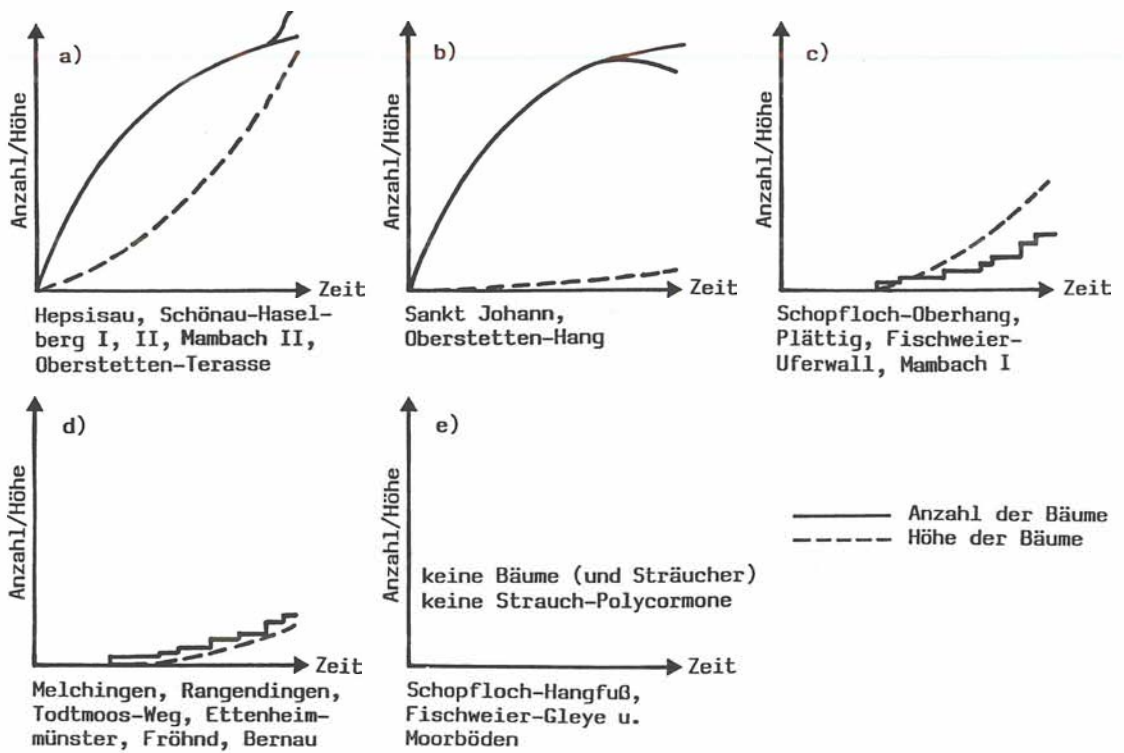 a)
Anzahl/Höhe
Zeit
Hepsisau, Schönau-Hasel-
berg I, II, Mambach II,
Oberstetten-Terasse
b)
Anzahl/Höhe
Zeit
Sankt Johann,
Oberstetten-Hang
c)
Anzahl/Höhe
Zeit
Schopfloch-Oberhang,
Plättig, Fischweier-
Uferwall, Mambach I
d)
Anzahl/Höhe
Zeit
Melchingen, Rangendingen,
Todtmoos-Weg, Ettenheim-
münster, Fröhnd, Bernau
e)
Anzahl/Höhe
keine Bäume (und Sträucher)
keine Strauch-Polycormone
Zeit
Schopfloch-Hangfuß,
Fischweier-Gleye u.
Moorböden
Anzahl der Bäume
Höhe der Bäume